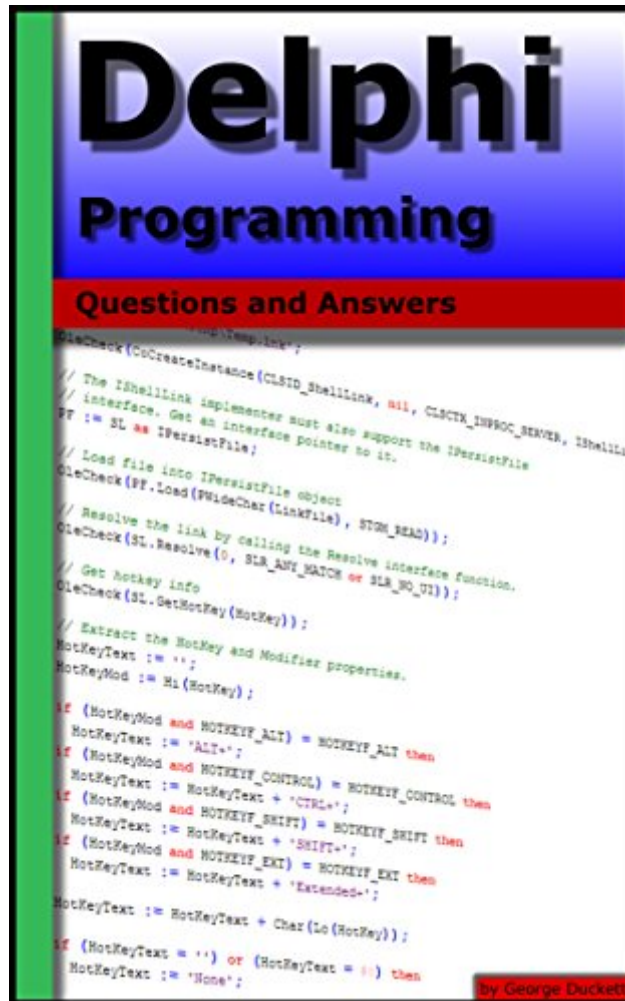 Delphi
Programming
Questions and Answers
\Temp.lnk';
OleCheck(CoCreateInstance(CLSID_ShellLink, nil, CLSCTX_INPROC_SERVER, IShellLi
// The IShellLink implementer must also support the IPersistFile
// interface. Get an interface pointer to it.
PF := SL as IPersistFile;
// Load file into IPersistFile object
OleCheck(PF.Load(PWideChar(LinkFile), STGM_READ));
// Resolve the link by calling the Resolve interface function.
OleCheck(SL.Resolve(0, SLR_ANY_MATCH or SLR_NO_UI));
// Get hotkey info
OleCheck(SL.GetHotKey(HotKey));
// Extract the HotKey and Modifier properties.
HotKeyText := '';
HotKeyMod := Hi(HotKey);
if (HotKeyMod and HOTKEYF_ALT) = HOTKEYF_ALT then
HotKeyText := 'ALT+';
if (HotKeyMod and HOTKEYF_CONTROL) = HOTKEYF_CONTROL then
HotKeyText := HotKeyText + 'CTRL+';
if (HotKeyMod and HOTKEYF_SHIFT) = HOTKEYF_SHIFT then
HotKeyText := HotKeyText + 'SHIFT+';
if (HotKeyMod and HOTKEYF_EXT) = HOTKEYF_EXT then
HotKeyText := HotKeyText + 'Extended+';
HotKeyText := HotKeyText + Char(Lo(HotKey));
if (HotKeyText = '') or (HotKeyText = ) then
HotKeyText := 'None';
by George Duckett